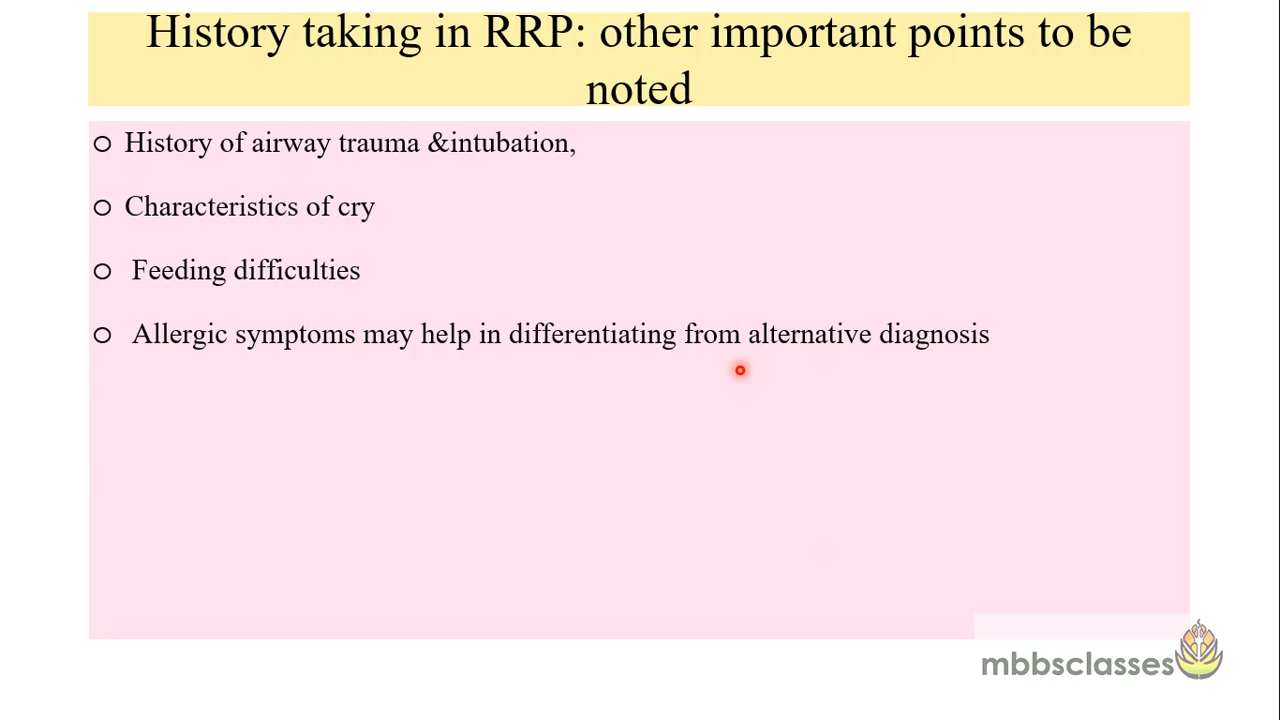 History taking in RRP: other important points to be
noted
History of airway trauma &intubation,
Characteristics of cry
Feeding difficulties
Allergic symptoms may help in differentiating from alternative diagnosis
mbbsclasses